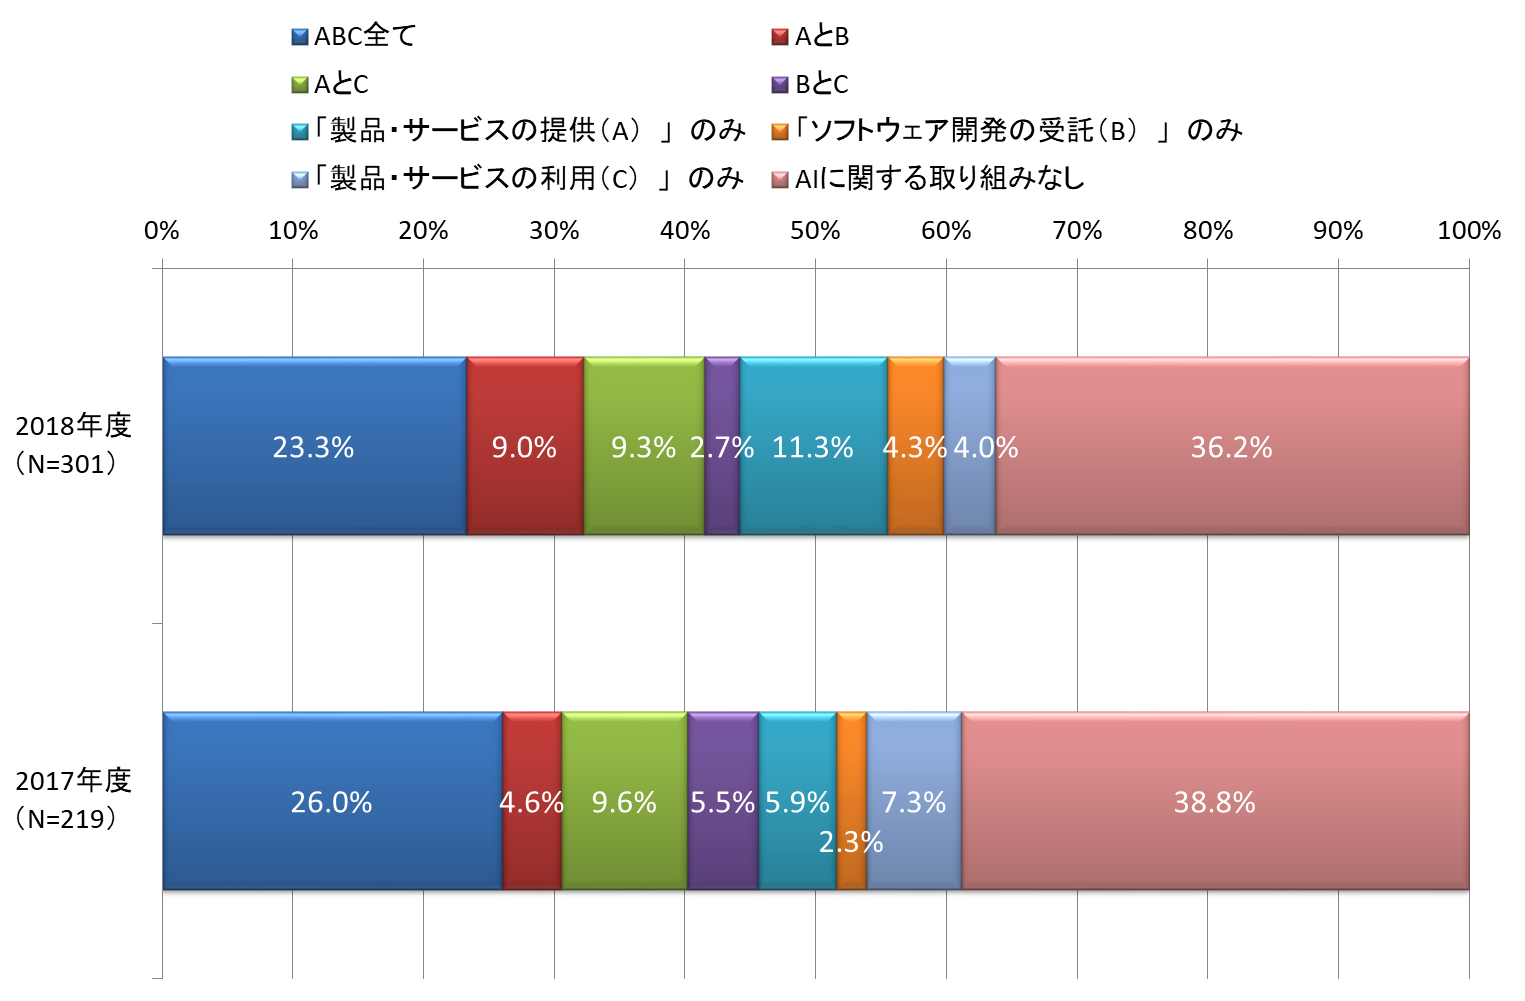 ABC全て
AとB
AとC
BとC
「製品・サービスの提供（A）」のみ
「ソフトウェア開発の受託（B）」のみ
「製品・サービスの利用（C）」のみ
AIに関する取り組みなし
0% 10% 20% 30% 40% 50% 60% 70% 80% 90% 100%
2018年度
（N=301）
23.3% 9.0% 9.3% 2.7% 11.3% 4.3% 4.0% 36.2%
2017年度
（N=219）
26.0% 4.6% 9.6% 5.5% 5.9% 2.3% 7.3% 38.8%